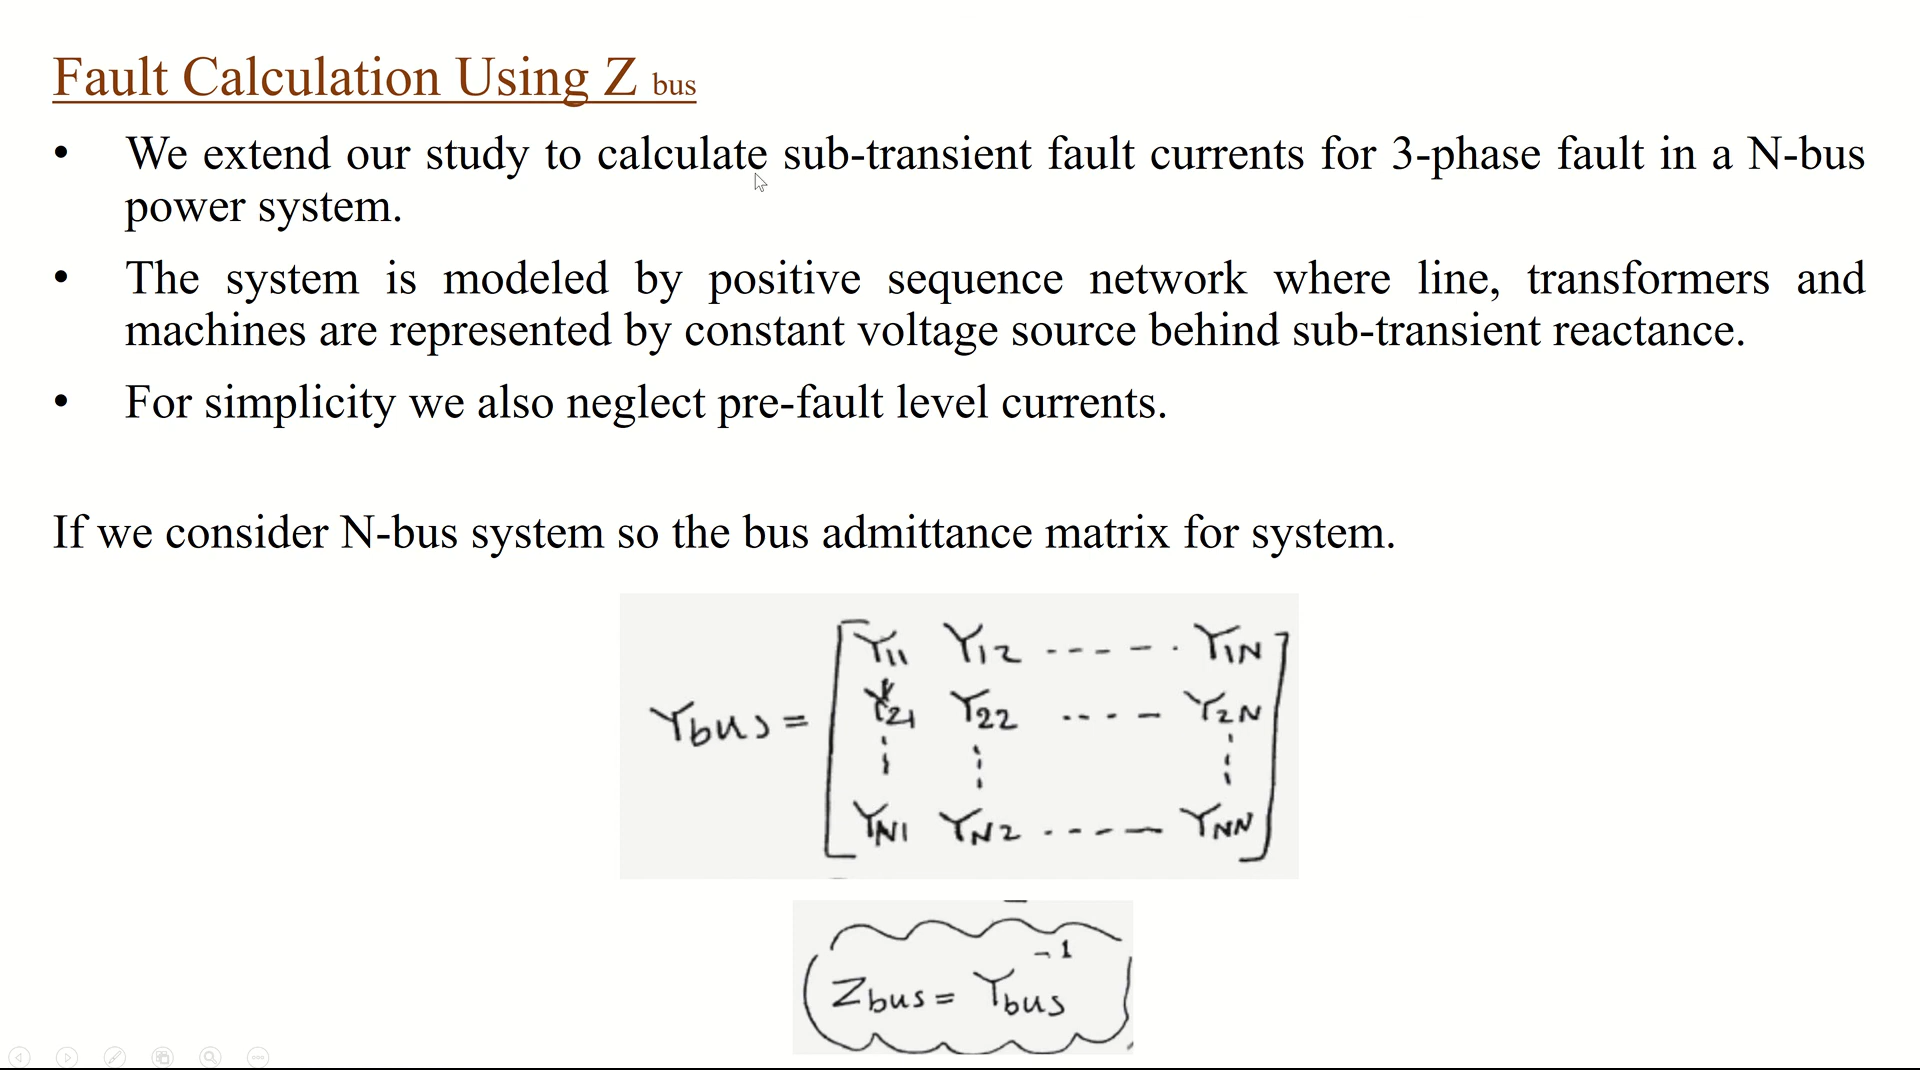 Fault Calculation Using Z bus
• We extend our study to calculate sub-transient fault currents for 3-phase fault in a N-bus
power system.
• The system is modeled by positive sequence network where line, transformers and
machines are represented by constant voltage source behind sub-transient reactance.
• For simplicity we also neglect pre-fault level currents.
If we consider N-bus system so the bus admittance matrix for system.
Y11 Y12 ----- Y1N
Y21 Y22 ---- Y2N
Ybus =
YN1 YN2 ----- YNN
Zbus = Ybus-1